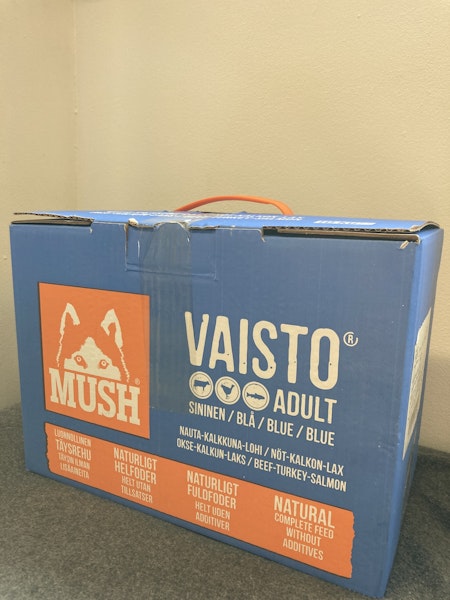 VAISTO®
ADULT
SININEN / BLÅ / BLUE / BLUE
NAUTA-KALKKUNA-LOHI / NÖT-KALKON-LAX
OKSE-KALKUN-LAKS / BEEF-TURKEY-SALMON
MUSH®
LUONNOLLINEN
TÄYSREHU
TÄYSIN ILMAN
LISÄAINEITA
NATURLIGT
HELFODER
HELT UTAN
TILLSATSER
NATURLIGT
FULDFODER
HELT UDEN
ADDITIVER
NATURAL
COMPLETE FEED
WITHOUT
ADDITIVES